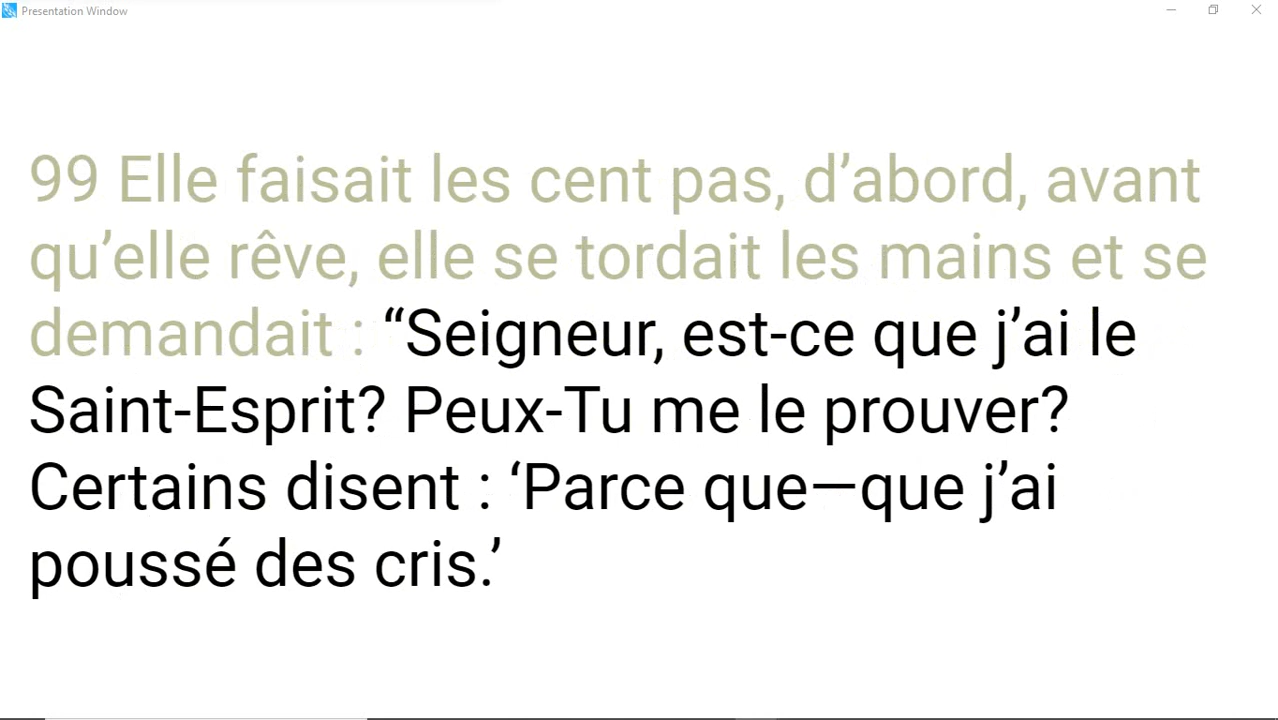 Presentation Window
99 Elle faisait les cent pas, d’abord, avant
qu’elle rêve, elle se tordait les mains et se
demandait : “Seigneur, est-ce que j’ai le
Saint-Esprit? Peux-Tu me le prouver?
Certains disent : ‘Parce que—que j’ai
poussé des cris.’